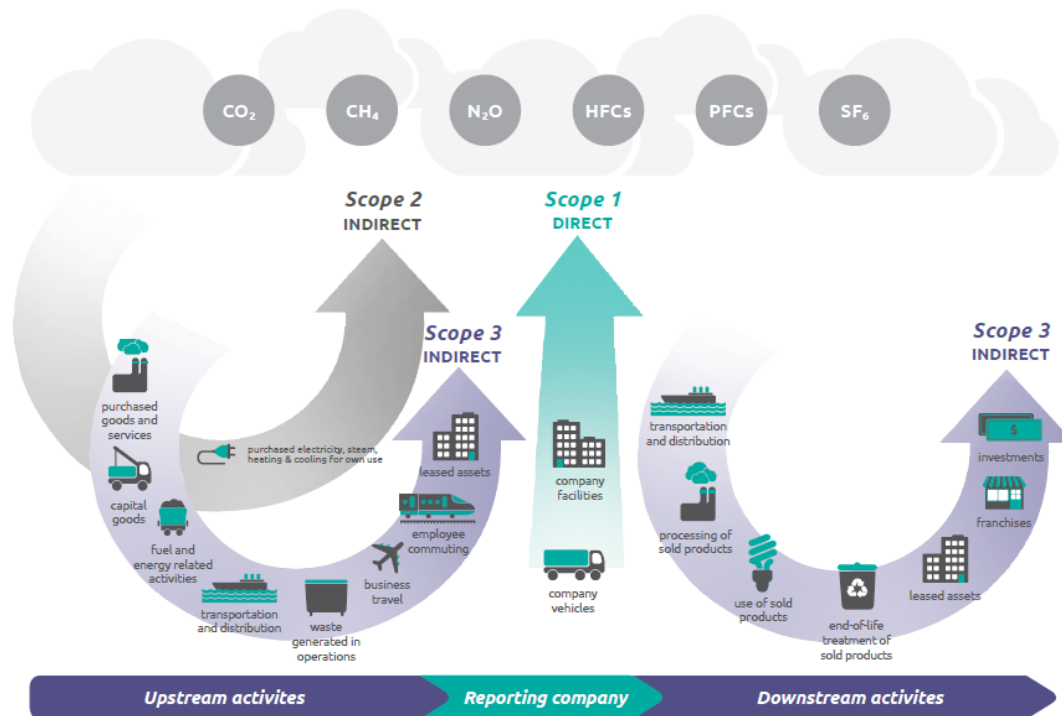 CO₂
CH₄
N₂O
HFCs
PFCs
SF₆
Scope 2
INDIRECT
Scope 1
DIRECT
Scope 3
INDIRECT
Scope 3
INDIRECT
purchased
goods and
services
capital
goods
fuel and
energy related
activities
purchased electricity, steam,
heating & cooling for own use
transportation
and distribution
waste
generated in
operations
business
travel
employee
commuting
leased assets
company
facilities
company
vehicles
transportation
and distribution
processing of
sold products
use of sold
products
end-of-life
treatment of
sold products
leased assets
franchises
$
investments
Upstream activites
Reporting company
Downstream activites